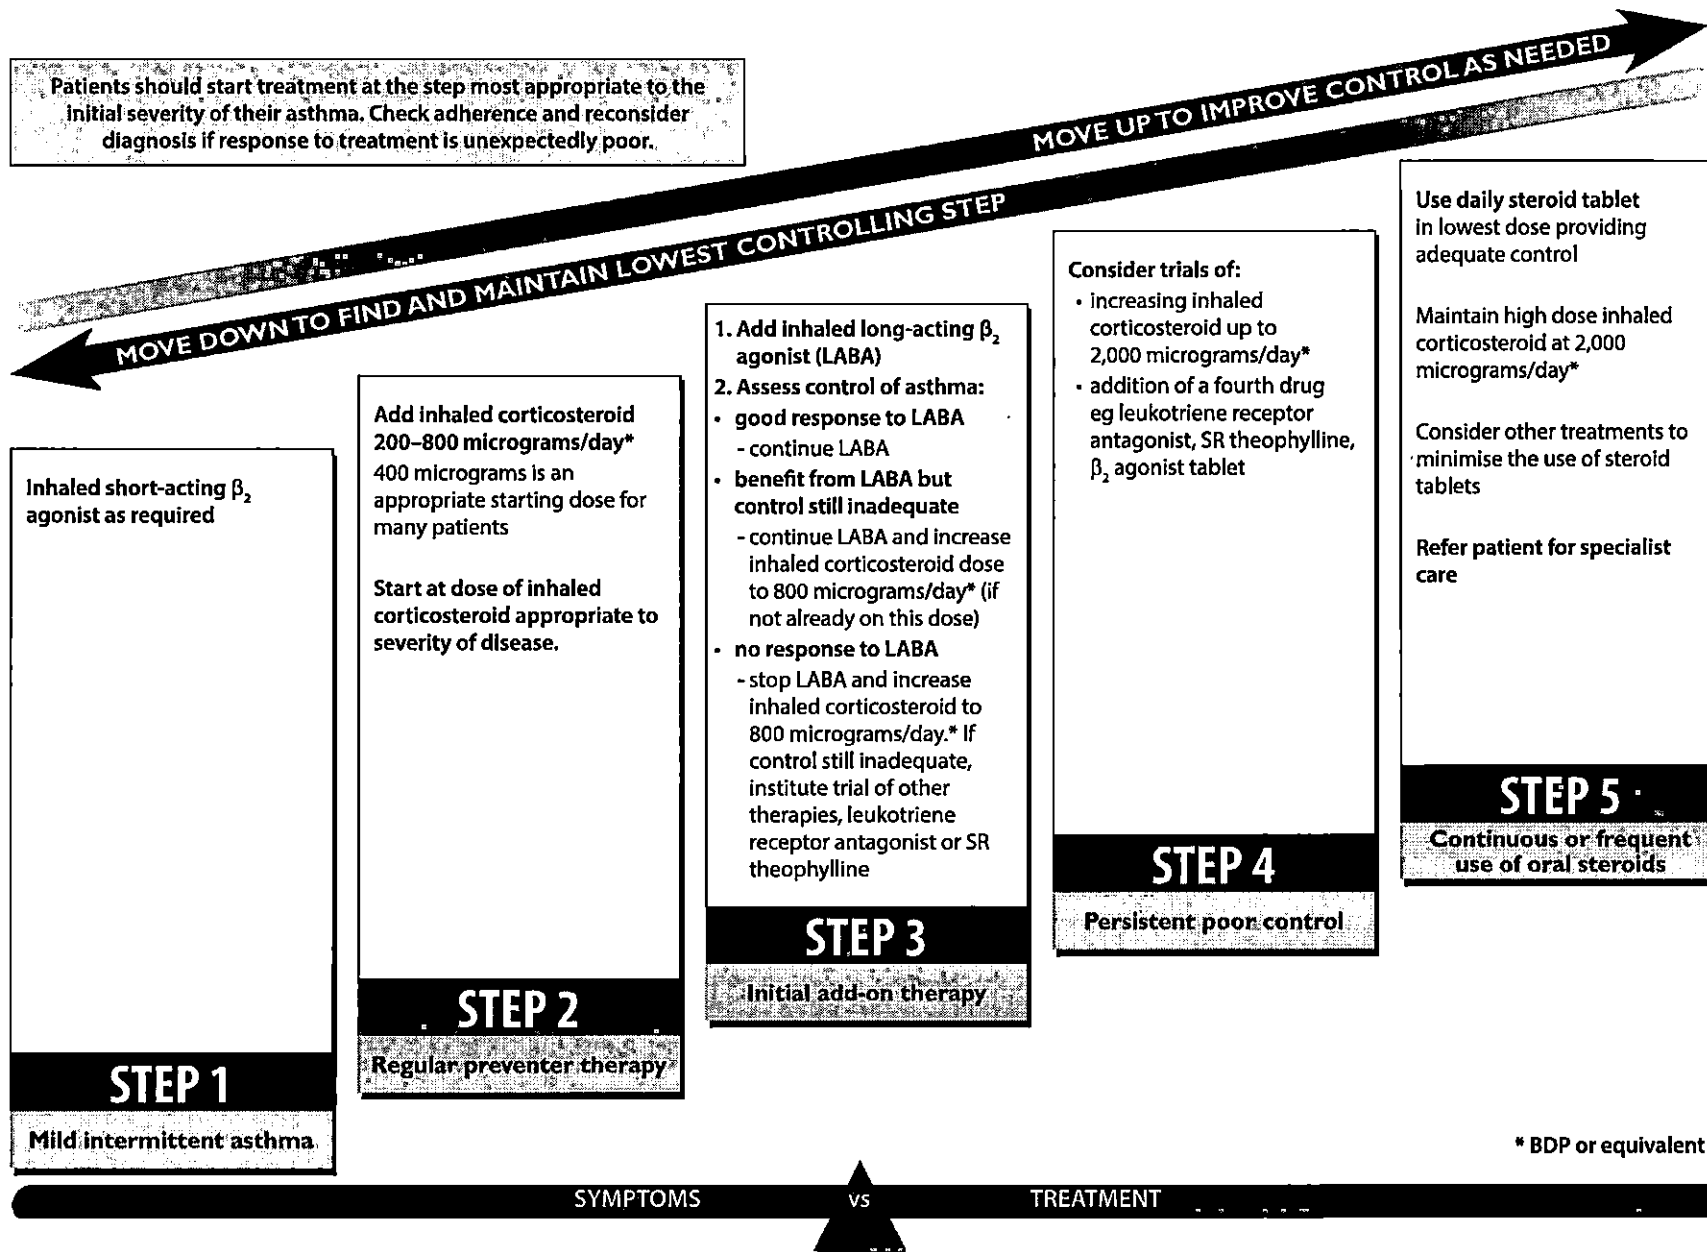 Patients should start treatment at the step most appropriate to the
initial severity of their asthma. Check adherence and reconsider
diagnosis if response to treatment is unexpectedly poor.
MOVE UP TO IMPROVE CONTROL AS NEEDED
MOVE DOWN TO FIND AND MAINTAIN LOWEST CONTROLLING STEP
Inhaled short-acting β₂
agonist as required
STEP 1
Mild intermittent asthma
Add inhaled corticosteroid
200–800 micrograms/day*
400 micrograms is an
appropriate starting dose for
many patients
Start at dose of inhaled
corticosteroid appropriate to
severity of disease.
STEP 2
Regular preventer therapy
1. Add inhaled long-acting β₂
agonist (LABA)
2. Assess control of asthma:
• good response to LABA
- continue LABA
• benefit from LABA but
control still inadequate
- continue LABA and increase
inhaled corticosteroid dose
to 800 micrograms/day* (if
not already on this dose)
• no response to LABA
- stop LABA and increase
inhaled corticosteroid to
800 micrograms/day.* If
control still inadequate,
institute trial of other
therapies, leukotriene
receptor antagonist or SR
theophylline
STEP 3
Initial add-on therapy
Consider trials of:
• increasing inhaled
corticosteroid up to
2,000 micrograms/day*
• addition of a fourth drug
eg leukotriene receptor
antagonist, SR theophylline,
β₂ agonist tablet
STEP 4
Persistent poor control
Use daily steroid tablet
in lowest dose providing
adequate control
Maintain high dose inhaled
corticosteroid at 2,000
micrograms/day*
Consider other treatments to
minimise the use of steroid
tablets
Refer patient for specialist
care
STEP 5
Continuous or frequent
use of oral steroids
* BDP or equivalent
SYMPTOMS vs TREATMENT